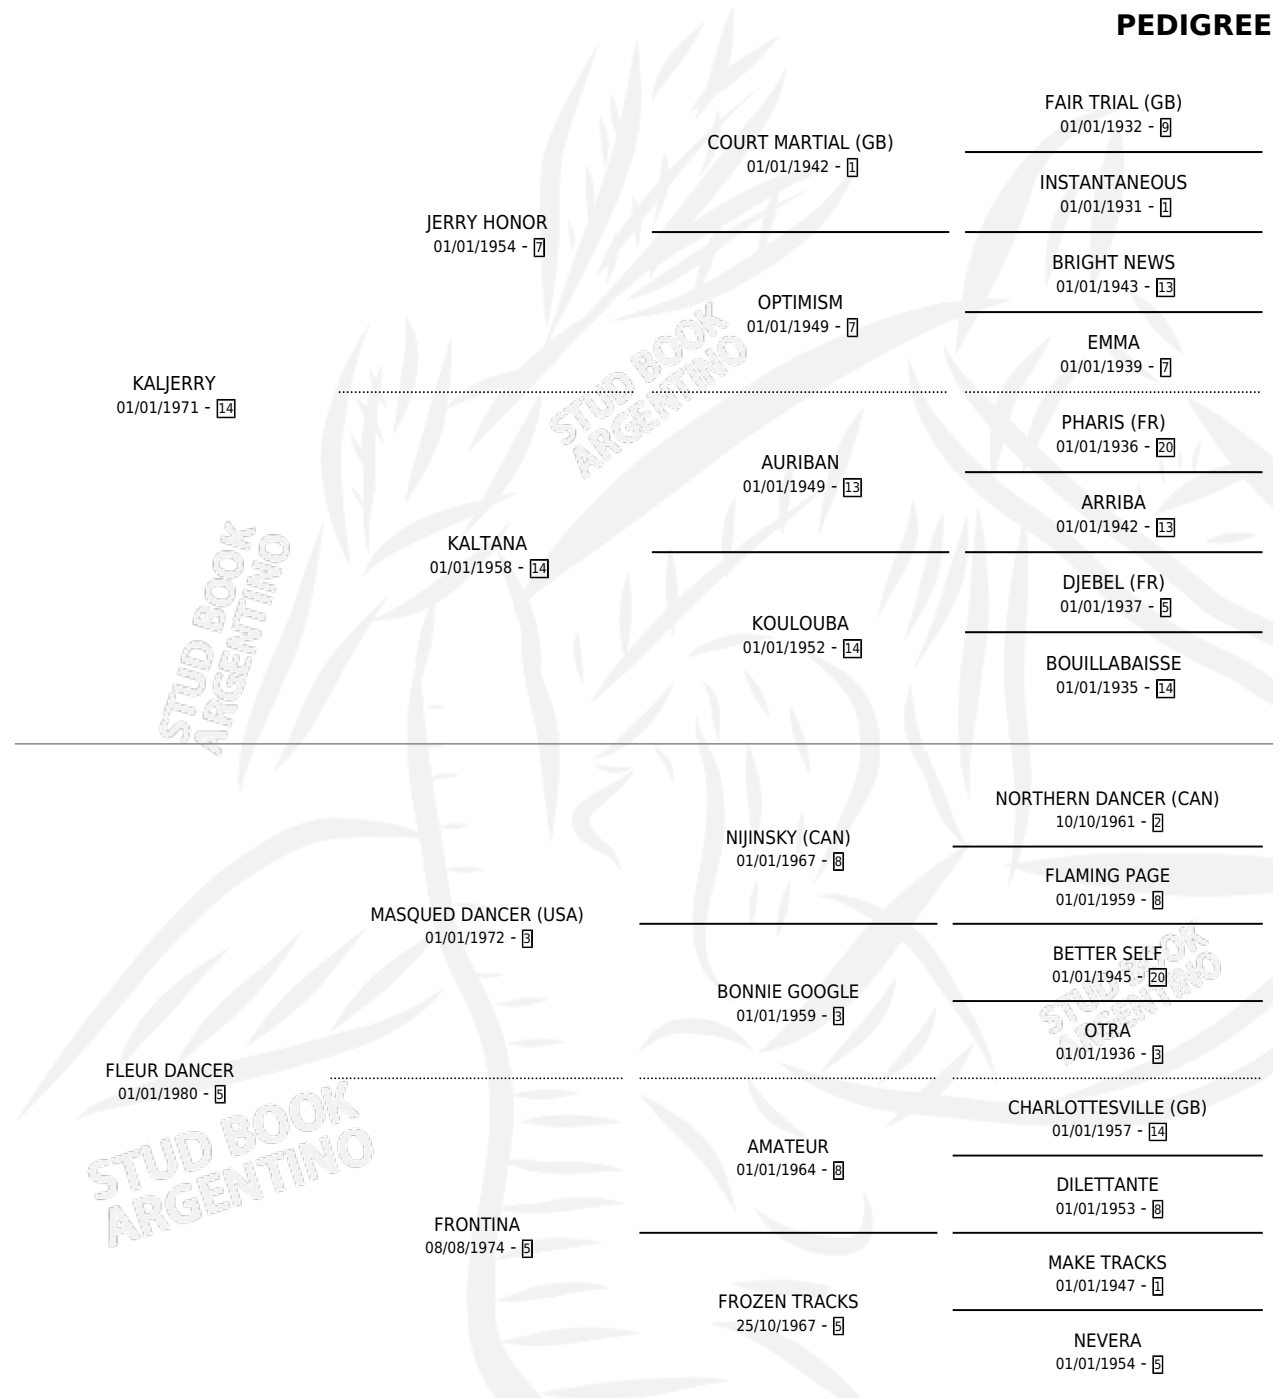 PEDIGREE
FAIR TRIAL (GB)
01/01/1932 - 9
COURT MARTIAL (GB)
01/01/1942 - 1
INSTANTANEOUS
01/01/1931 - 1
JERRY HONOR
01/01/1954 - 7
BRIGHT NEWS
01/01/1943 - 13
OPTIMISM
01/01/1949 - 7
EMMA
01/01/1939 - 7
KALJERRY
01/01/1971 - 14
PHARIS (FR)
01/01/1936 - 20
AURIBAN
01/01/1949 - 13
ARRIBA
01/01/1942 - 13
KALTANA
01/01/1958 - 14
DJEBEL (FR)
01/01/1937 - 5
KOULOUBA
01/01/1952 - 14
BOUILLABAISSE
01/01/1935 - 14
NORTHERN DANCER (CAN)
10/10/1961 - 2
NIJINSKY (CAN)
01/01/1967 - 8
FLAMING PAGE
01/01/1959 - 8
MASQUED DANCER (USA)
01/01/1972 - 3
BETTER SELF
01/01/1945 - 20
BONNIE GOOGLE
01/01/1959 - 3
OTRA
01/01/1936 - 3
FLEUR DANCER
01/01/1980 - 5
CHARLOTTESVILLE (GB)
01/01/1957 - 14
AMATEUR
01/01/1964 - 8
DILETTANTE
01/01/1953 - 8
FRONTINA
08/08/1974 - 5
MAKE TRACKS
01/01/1947 - 1
FROZEN TRACKS
25/10/1967 - 5
NEVERA
01/01/1954 - 5
STUD BOOK
ARGENTINO
STUD BOOK
ARGENTINO
STUD BOOK
ARGENTINO
STUD BOOK
ARGENTINO